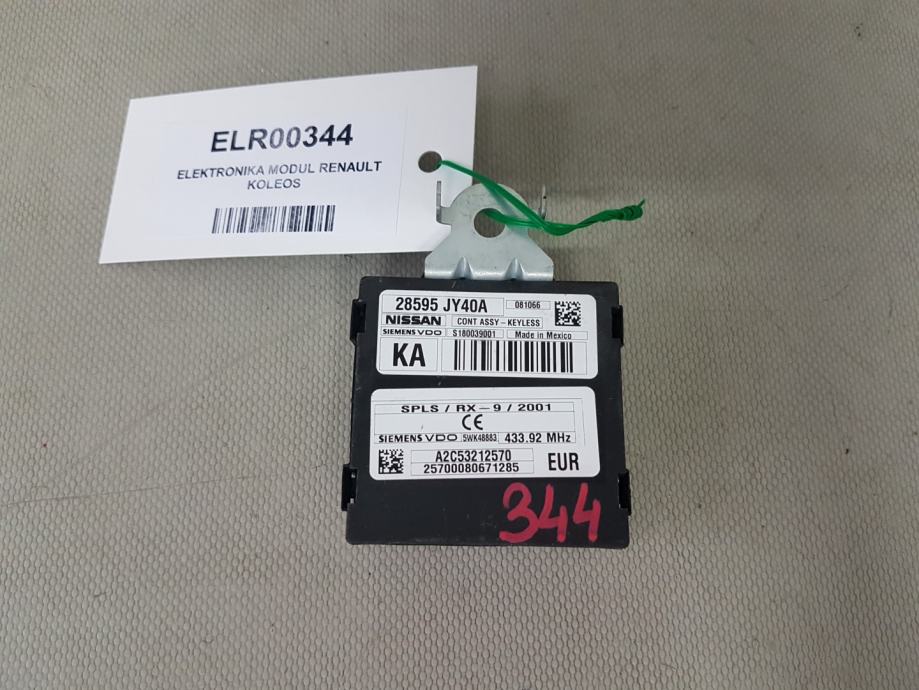 ELR00344
ELEKTRONIKA MODUL RENAULT
KOLEOS
28595 JY40A 081066
NISSAN CONT ASSY-KEYLESS
SIEMENS VDO S180039001 Made in Mexico
KA
SPLS / RX-9 / 2001
CE
SIEMENS VDO 5WK48883 433.92 MHz
A2C53212570
25700080671285 EUR
344